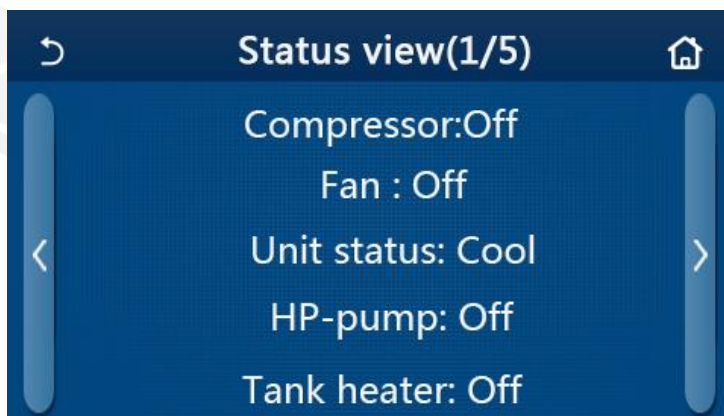 Status view(1/5)
Compressor:Off
Fan : Off
Unit status: Cool
HP-pump: Off
Tank heater: Off